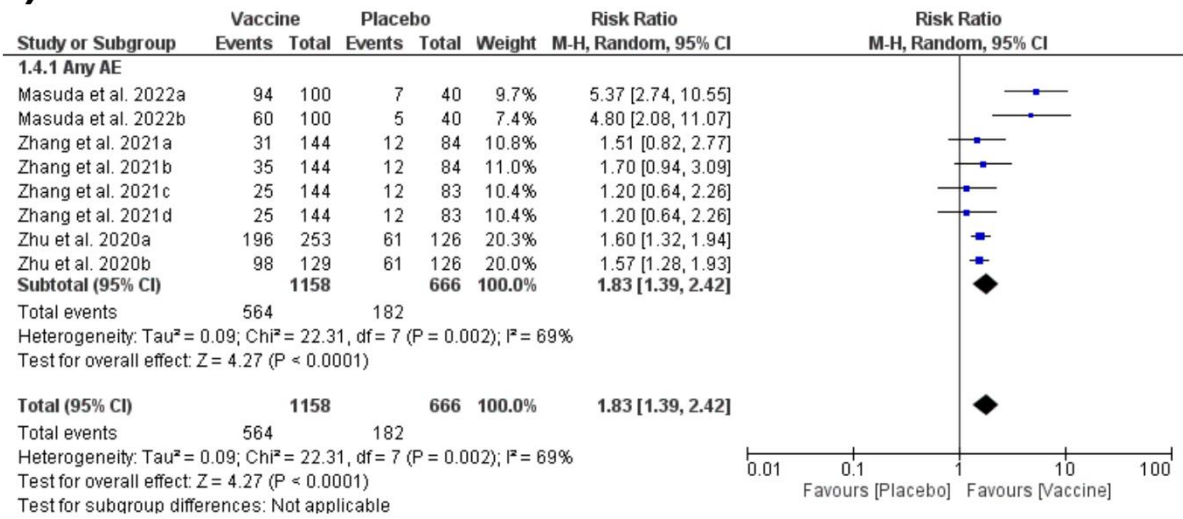 Vaccine Placebo Risk Ratio Risk Ratio
Study or Subgroup Events Total Events Total Weight M-H, Random, 95% CI M-H, Random, 95% CI
1.4.1 Any AE
Masuda et al. 2022a 94 100 7 40 9.7% 5.37 [2.74, 10.55]
Masuda et al. 2022b 60 100 5 40 7.4% 4.80 [2.08, 11.07]
Zhang et al. 2021a 31 144 12 84 10.8% 1.51 [0.82, 2.77]
Zhang et al. 2021b 35 144 12 84 11.0% 1.70 [0.94, 3.09]
Zhang et al. 2021c 25 144 12 83 10.4% 1.20 [0.64, 2.26]
Zhang et al. 2021d 25 144 12 83 10.4% 1.20 [0.64, 2.26]
Zhu et al. 2020a 196 253 61 126 20.3% 1.60 [1.32, 1.94]
Zhu et al. 2020b 98 129 61 126 20.0% 1.57 [1.28, 1.93]
Subtotal (95% CI) 1158 666 100.0% 1.83 [1.39, 2.42]
Total events 564 182
Heterogeneity: Tau² = 0.09; Chi² = 22.31, df = 7 (P = 0.002); I² = 69%
Test for overall effect: Z = 4.27 (P < 0.0001)
Total (95% CI) 1158 666 100.0% 1.83 [1.39, 2.42]
Total events 564 182
Heterogeneity: Tau² = 0.09; Chi² = 22.31, df = 7 (P = 0.002); I² = 69%
Test for overall effect: Z = 4.27 (P < 0.0001)
Test for subgroup differences: Not applicable
0.01 0.1 1 10 100
Favours [Placebo] Favours [Vaccine]